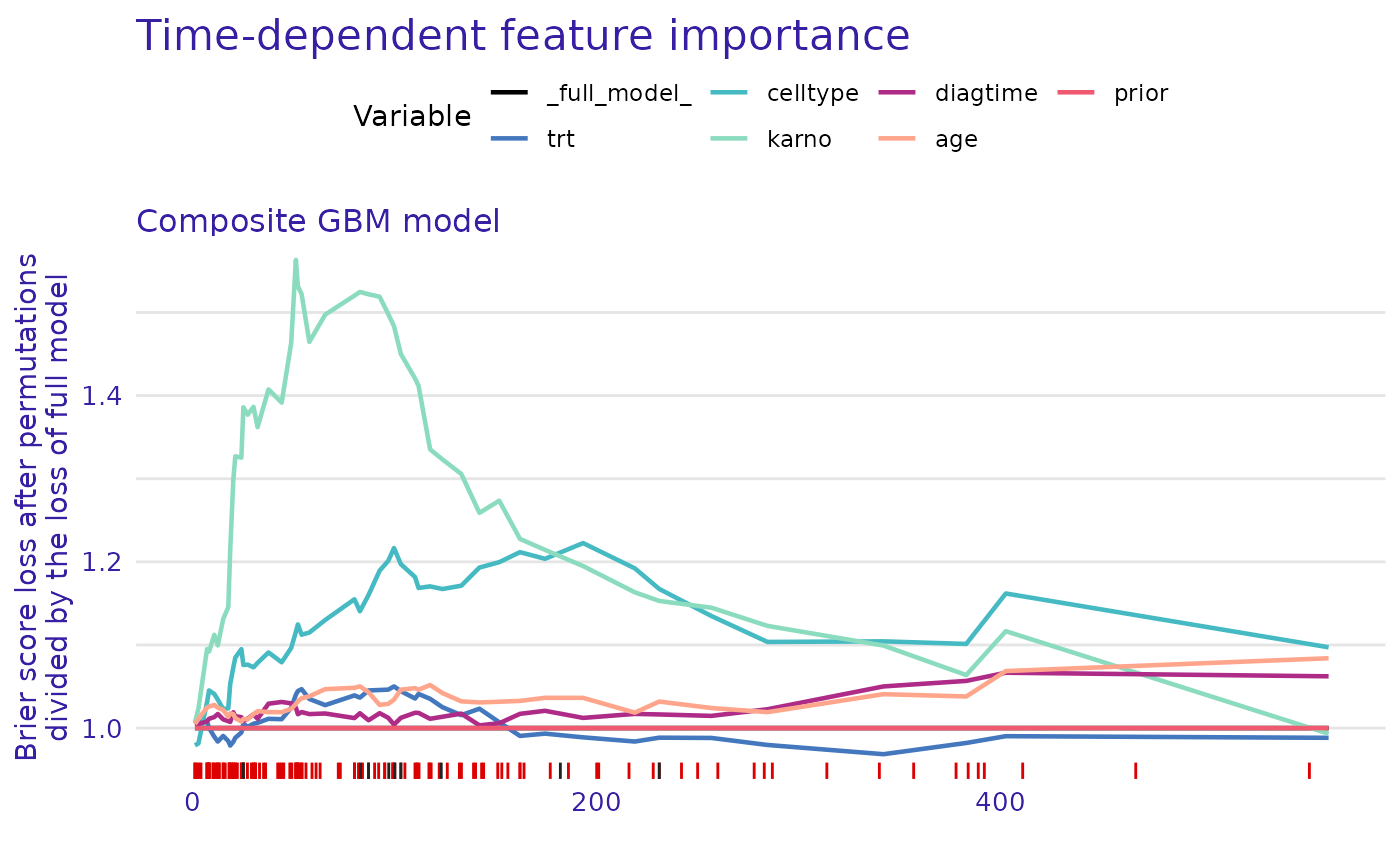 Time-dependent feature importance
Variable
_full_model_ celltype diagtime prior
trt karno age
Composite GBM model
Brier score loss after permutations
divided by the loss of full model
1.4
1.2
1.0
0 200 400